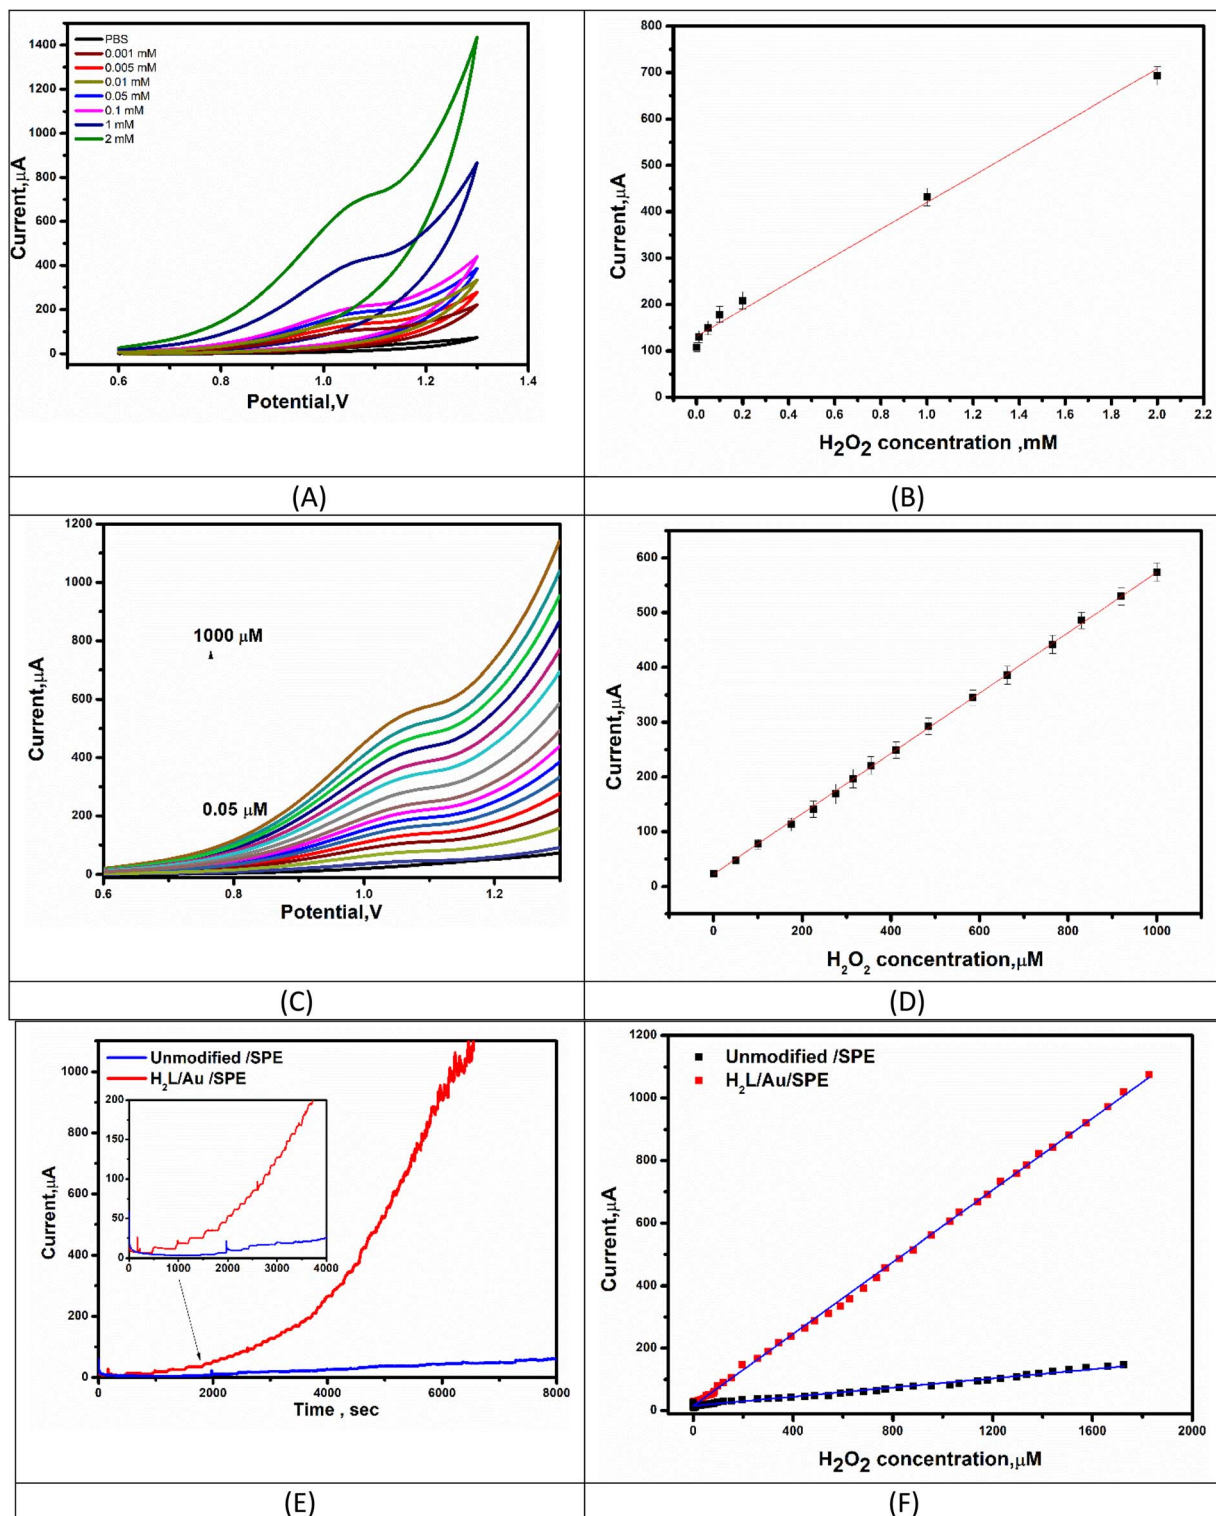 PBS
0.001 mM
0.005 mM
0.01 mM
0.05 mM
0.1 mM
1 mM
2 mM
1400
1200
1000
800
600
400
200
0
Current,µA
0.6 0.8 1.0 1.2 1.4
Potential,V
(A)
800
700
600
500
400
300
200
100
0
Current,µA
0.0 0.2 0.4 0.6 0.8 1.0 1.2 1.4 1.6 1.8 2.0 2.2
H₂O₂ concentration ,mM
(B)
1200
1000
800
600
400
200
0
Current,µA
1000 µM
0.05 µM
0.6 0.8 1.0 1.2
Potential,V
(C)
600
500
400
300
200
100
0
Current,µA
0 200 400 600 800 1000
H₂O₂ concentration,µM
(D)
Unmodified /SPE
H₂L/Au /SPE
1000
800
600
400
200
0
Current,µA
200
150
100
50
0
0 1000 2000 3000 4000
0 2000 4000 6000 8000
Time , sec
(E)
Unmodified /SPE
H₂L/Au/SPE
1200
1000
800
600
400
200
0
Current,µA
0 400 800 1200 1600 2000
H₂O₂ concentration,µM
(F)